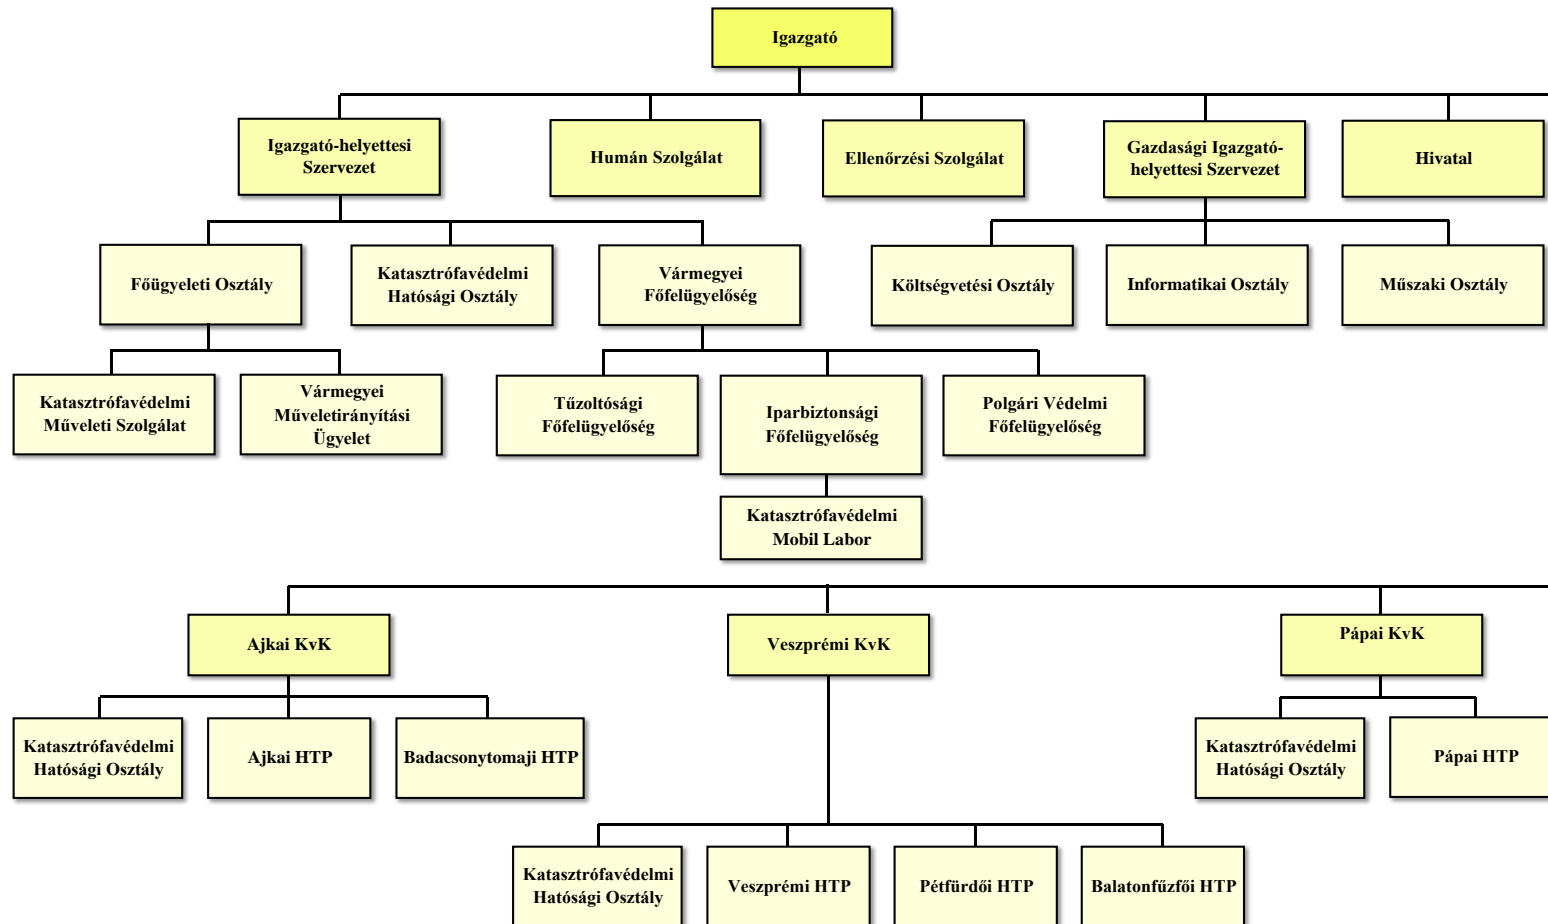 Igazgató
Igazgató-helyettesi
Szervezet
Humán Szolgálat
Ellenőrzési Szolgálat
Gazdasági Igazgató-
helyettesi Szervezet
Hivatal
Főügyeleti Osztály
Katasztrófavédelmi
Hatósági Osztály
Vármegyei
Főfelügyelőség
Költségvetési Osztály
Informatikai Osztály
Műszaki Osztály
Katasztrófavédelmi
Műveleti Szolgálat
Vármegyei
Műveletirányítási
Ügyelet
Tűzoltósági
Főfelügyelőség
Iparbiztonsági
Főfelügyelőség
Polgári Védelmi
Főfelügyelőség
Katasztrófavédelmi
Mobil Labor
Ajkai KvK
Veszprémi KvK
Pápai KvK
Katasztrófavédelmi
Hatósági Osztály
Ajkai HTP
Badacsonytomaji HTP
Katasztrófavédelmi
Hatósági Osztály
Pápai HTP
Katasztrófavédelmi
Hatósági Osztály
Veszprémi HTP
Pétfürdői HTP
Balatonfűzfői HTP